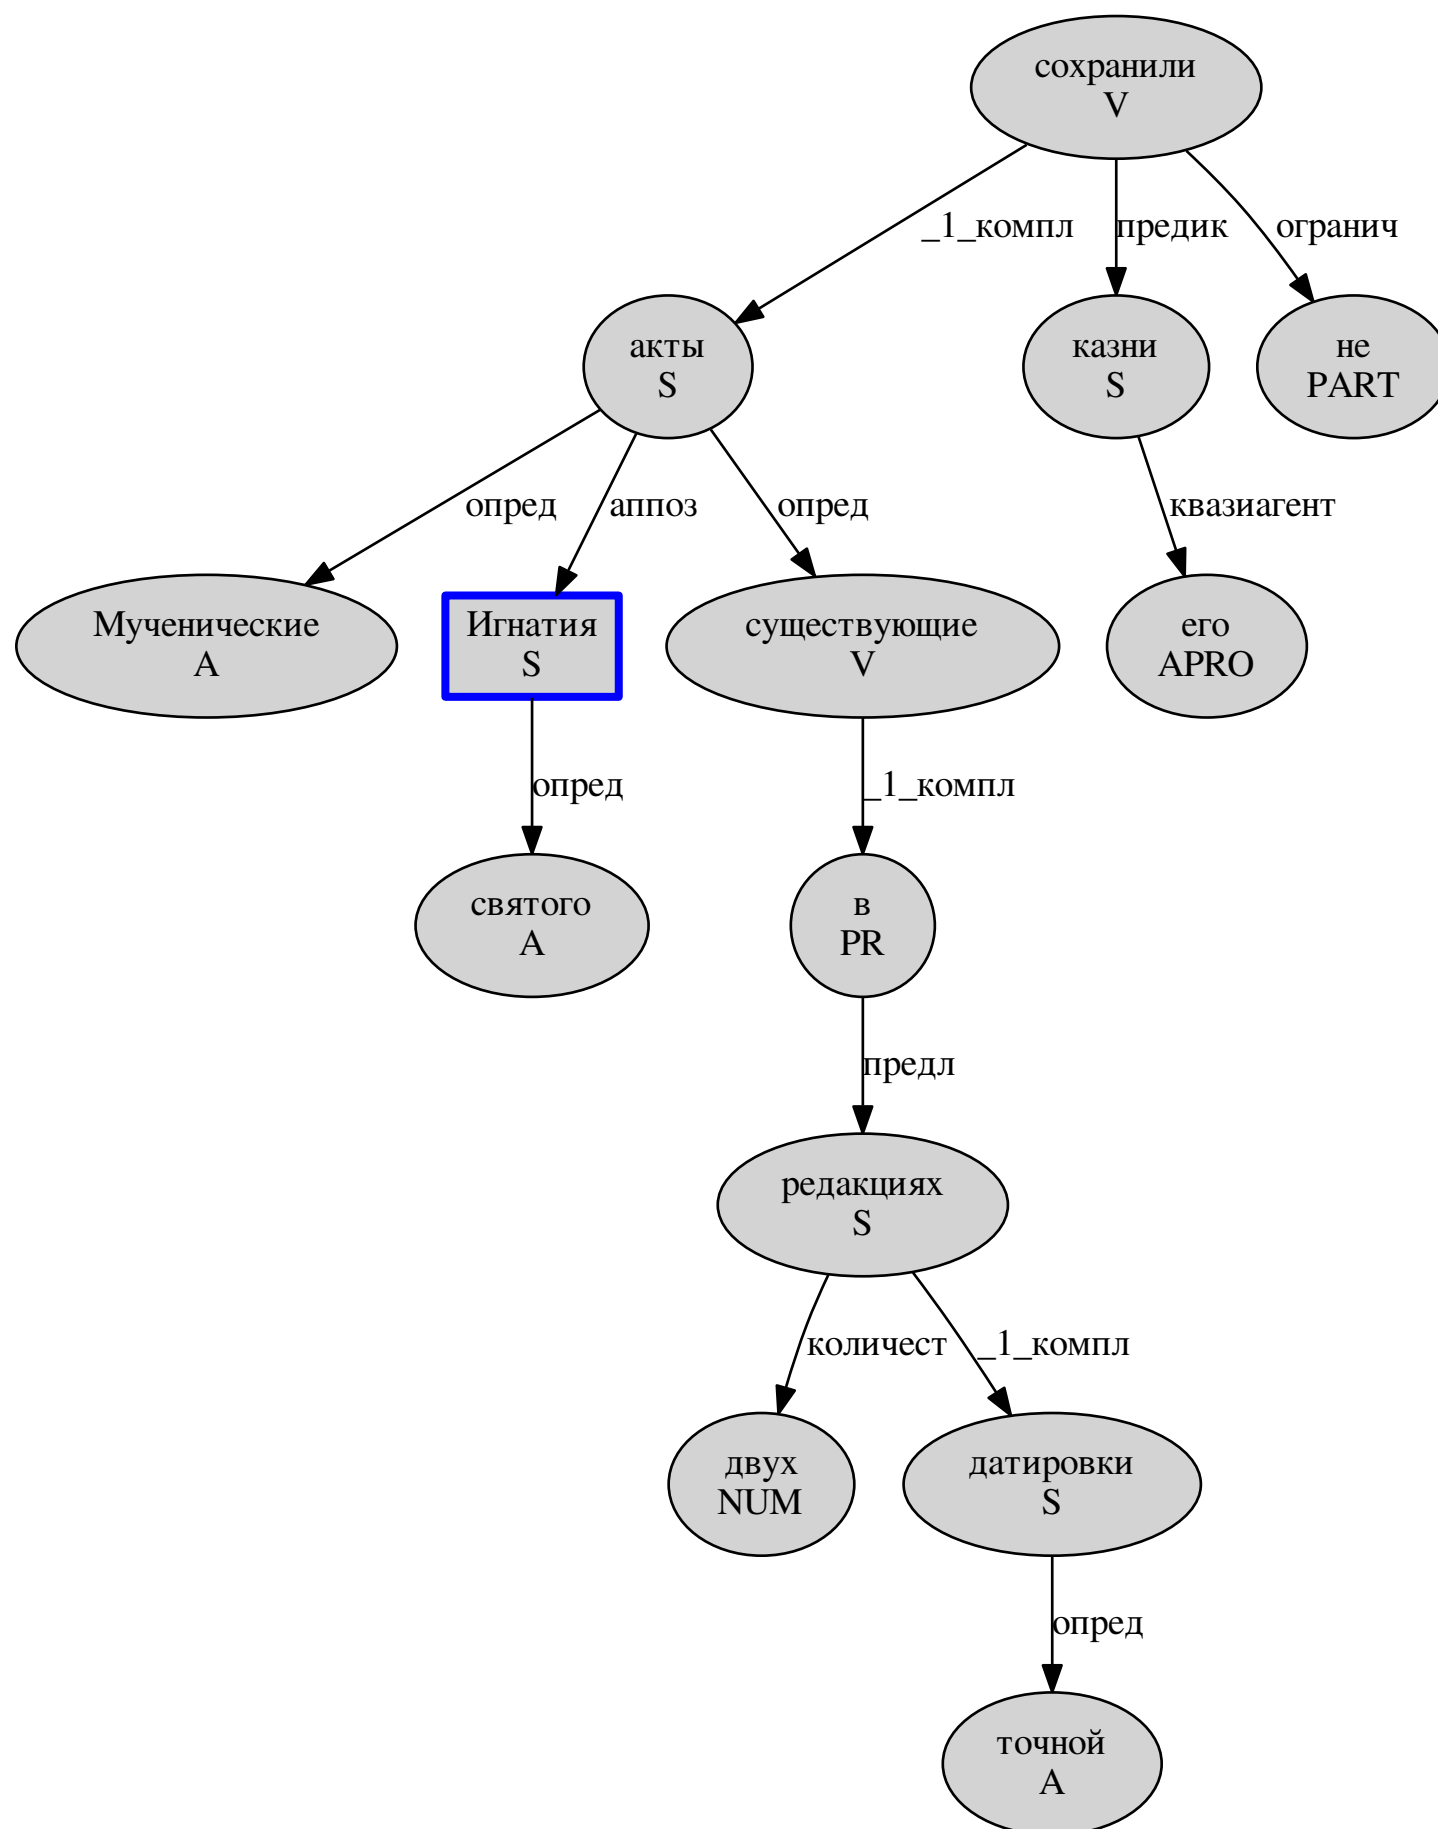 сохранили
V
_1_компл
предик
огранич
акты
S
казни
S
не
PART
опред
аппоз
опред
квазиагент
Мученические
A
Игнатия
S
существующие
V
его
APRO
опред
_1_компл
святого
A
в
PR
предл
редакциях
S
количест
_1_компл
двух
NUM
датировки
S
опред
точной
A